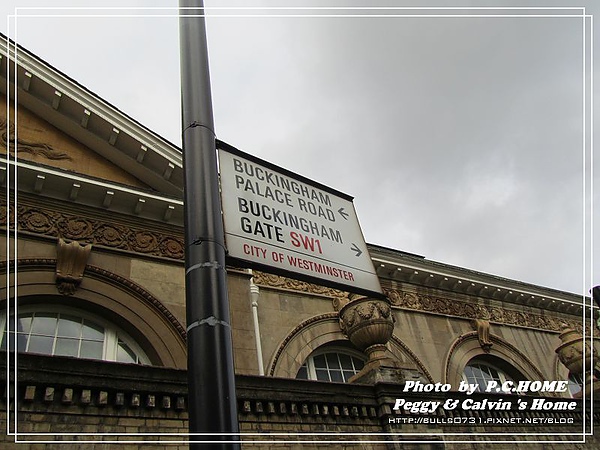 BUCKINGHAM
PALACE ROAD
BUCKINGHAM
GATE SW1
CITY OF WESTMINSTER
Photo by P.C.HOME
Peggy & Calvin 's Home
HTTP://BULLS0731.PIXNET.NET/BLOG